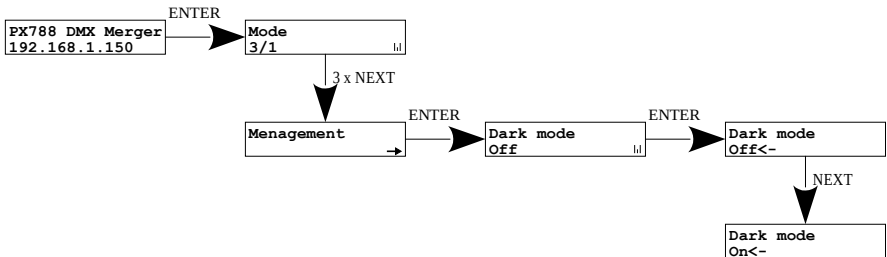 ENTER
PX788 DMX Merger
192.168.1.150
Mode
3/1
3 x NEXT
Menagement
ENTER
Dark mode
Off
ENTER
Dark mode
Off<-
NEXT
Dark mode
On<-